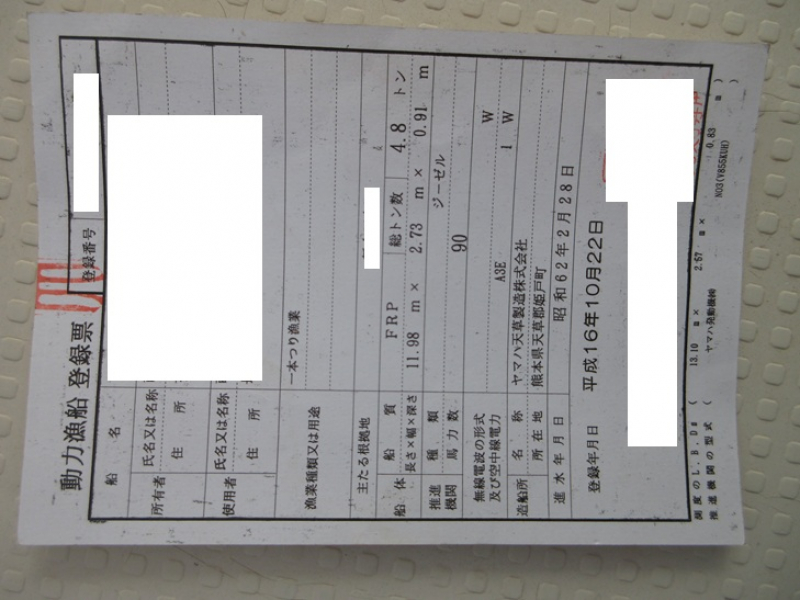 動力漁船登録票
登録番号
船名
所有者 氏名又は名称
住所
使用者 氏名又は名称
住所
漁業種類又は用途 一本つり漁業
主たる根拠地
船体 船質 FRP 総トン数 4.8 トン
長さ×幅×深さ 11.98 m × 2.73 m × 0.91 m
推進機関 種類 ジーゼル
馬力数 90
無線電波の形式 A3E W
及び空中線電力 1 W
造船所 名称 ヤマハ天草製造株式会社
所在地 熊本県天草郡姫戸町
進水年月日 昭和62年2月28日
登録年月日 平成16年10月22日
のL.B.D ( 13.10 m× 2.67 m× 0.83 m )
推進機関の型式 ( ヤマハ発動機㈱ N03(V855KUH) )